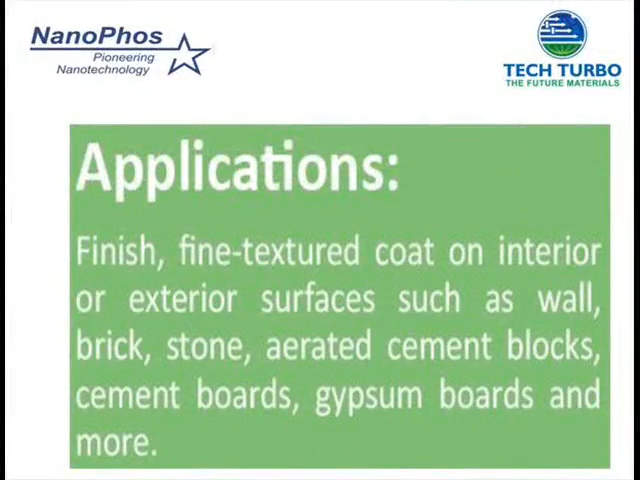 NanoPhos
Pioneering
Nanotechnology
TECH TURBO
THE FUTURE MATERIALS
Applications:
Finish, fine-textured coat on interior
or exterior surfaces such as wall,
brick, stone, aerated cement blocks,
cement boards, gypsum boards and
more.